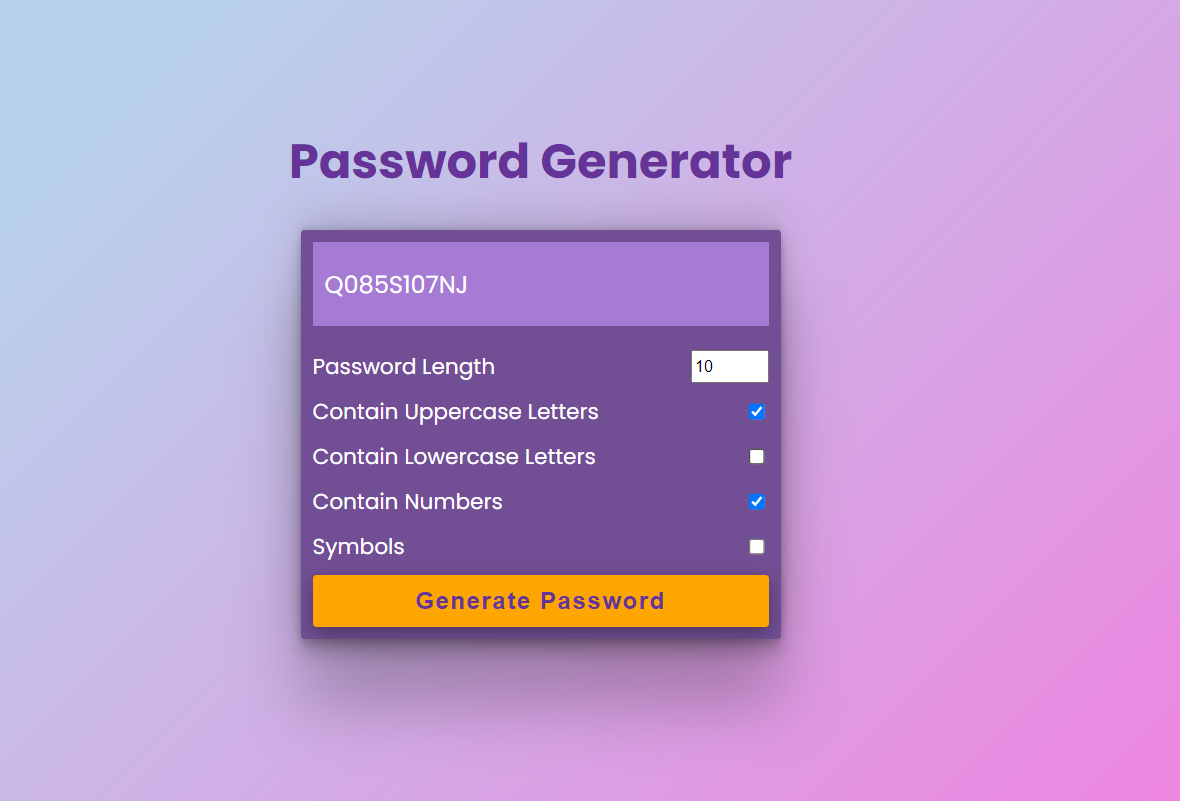 Password Generator
Q085S107NJ
Password Length 10
Contain Uppercase Letters
Contain Lowercase Letters
Contain Numbers
Symbols
Generate Password